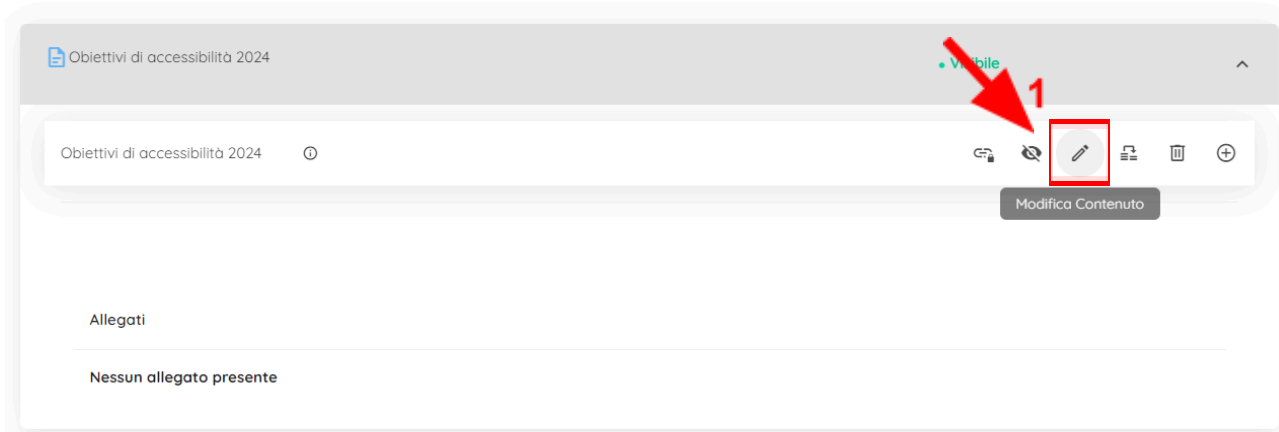 Obiettivi di accessibilità 2024
Visibile
1
Obiettivi di accessibilità 2024
Modifica Contenuto
Allegati
Nessun allegato presente